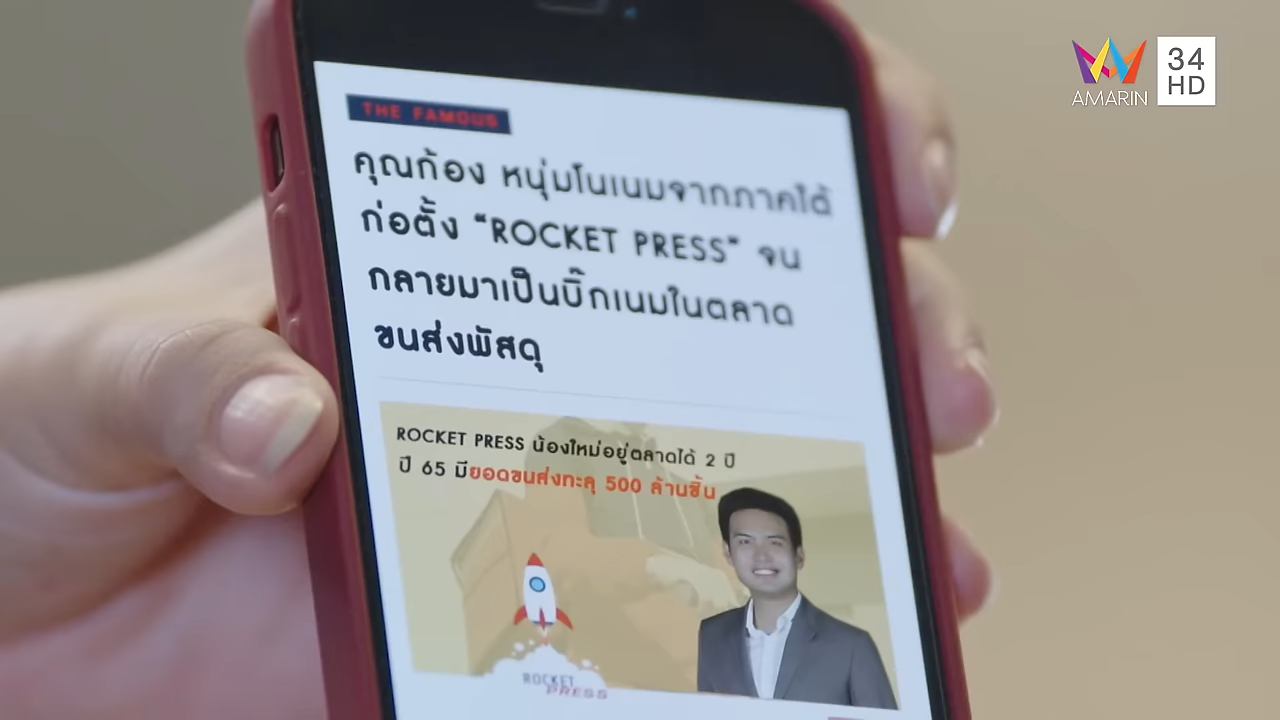 AMARIN
34
HD
THE FAMOUS
คุณก้อง หนุ่มโนเนมจากภาคใต้
ก่อตั้ง “ROCKET PRESS” จน
กลายมาเป็นบิ๊กเนมในตลาด
ขนส่งพัสดุ
ROCKET PRESS น้องใหม่อยู่ตลาดได้ 2 ปี
ปี 65 มียอดขนส่งทะลุ 500 ล้านชิ้น
ROCKET
PRESS